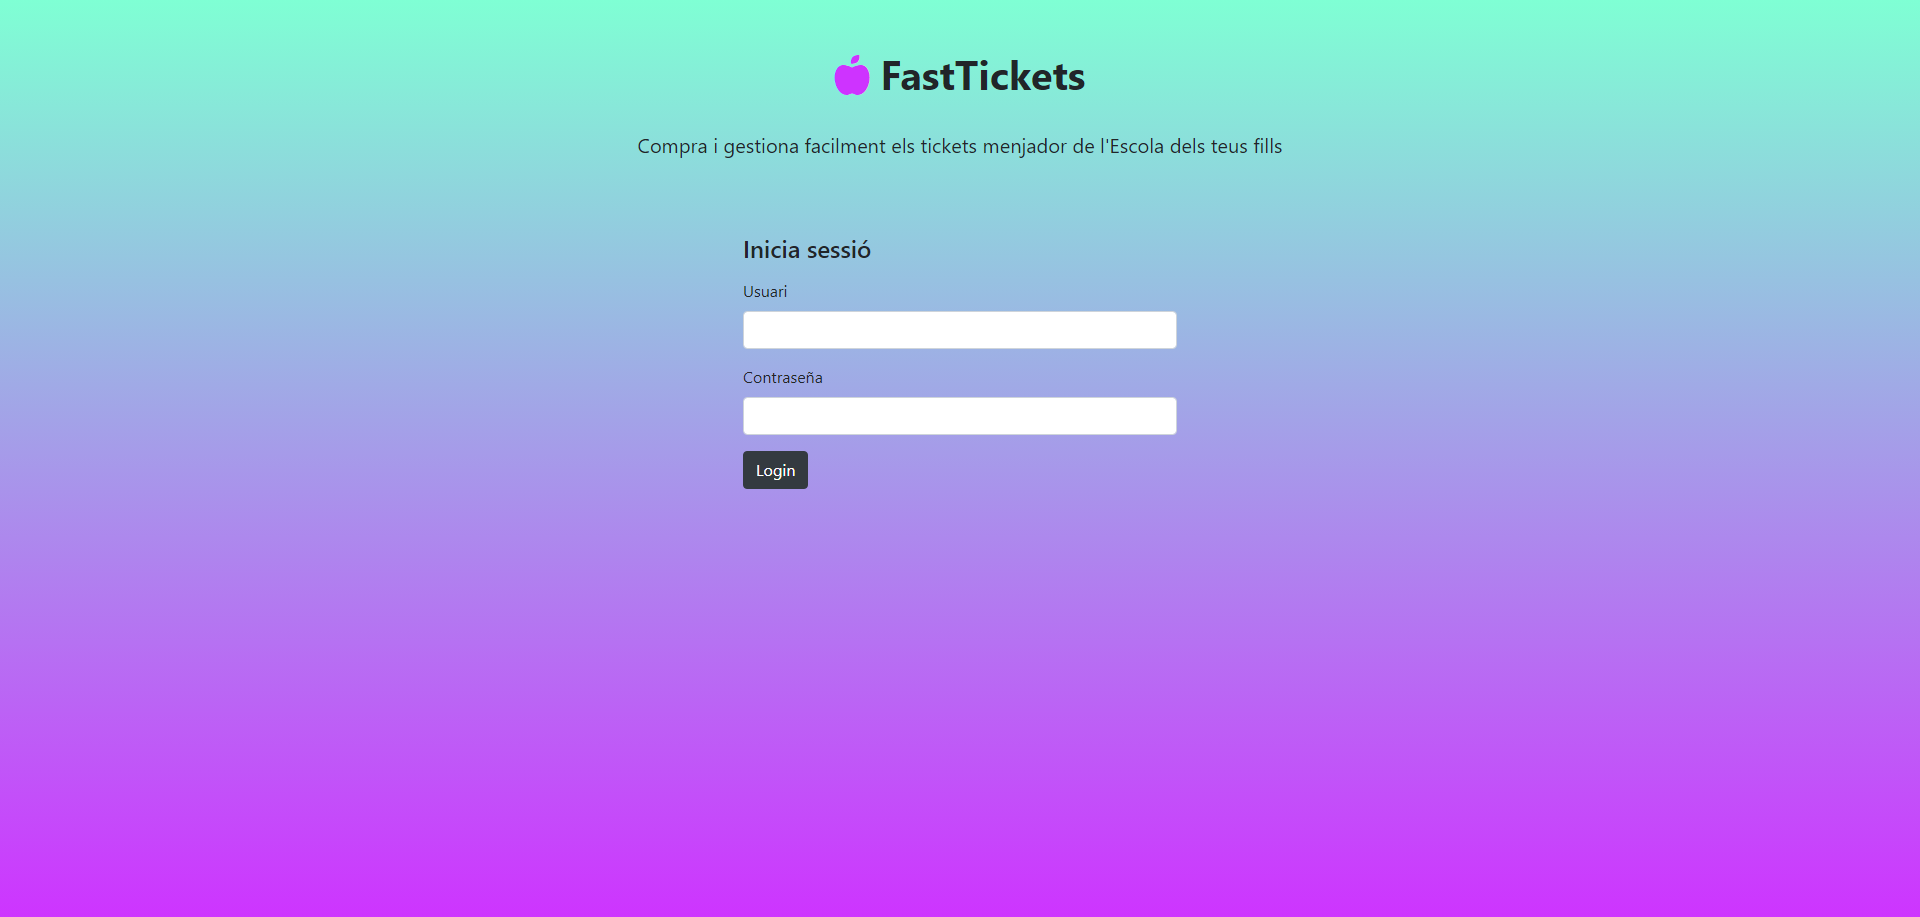 FastTickets
Compra i gestiona facilment els tickets menjador de l'Escola dels teus fills
Inicia sessió
Usuari
Contraseña
Login